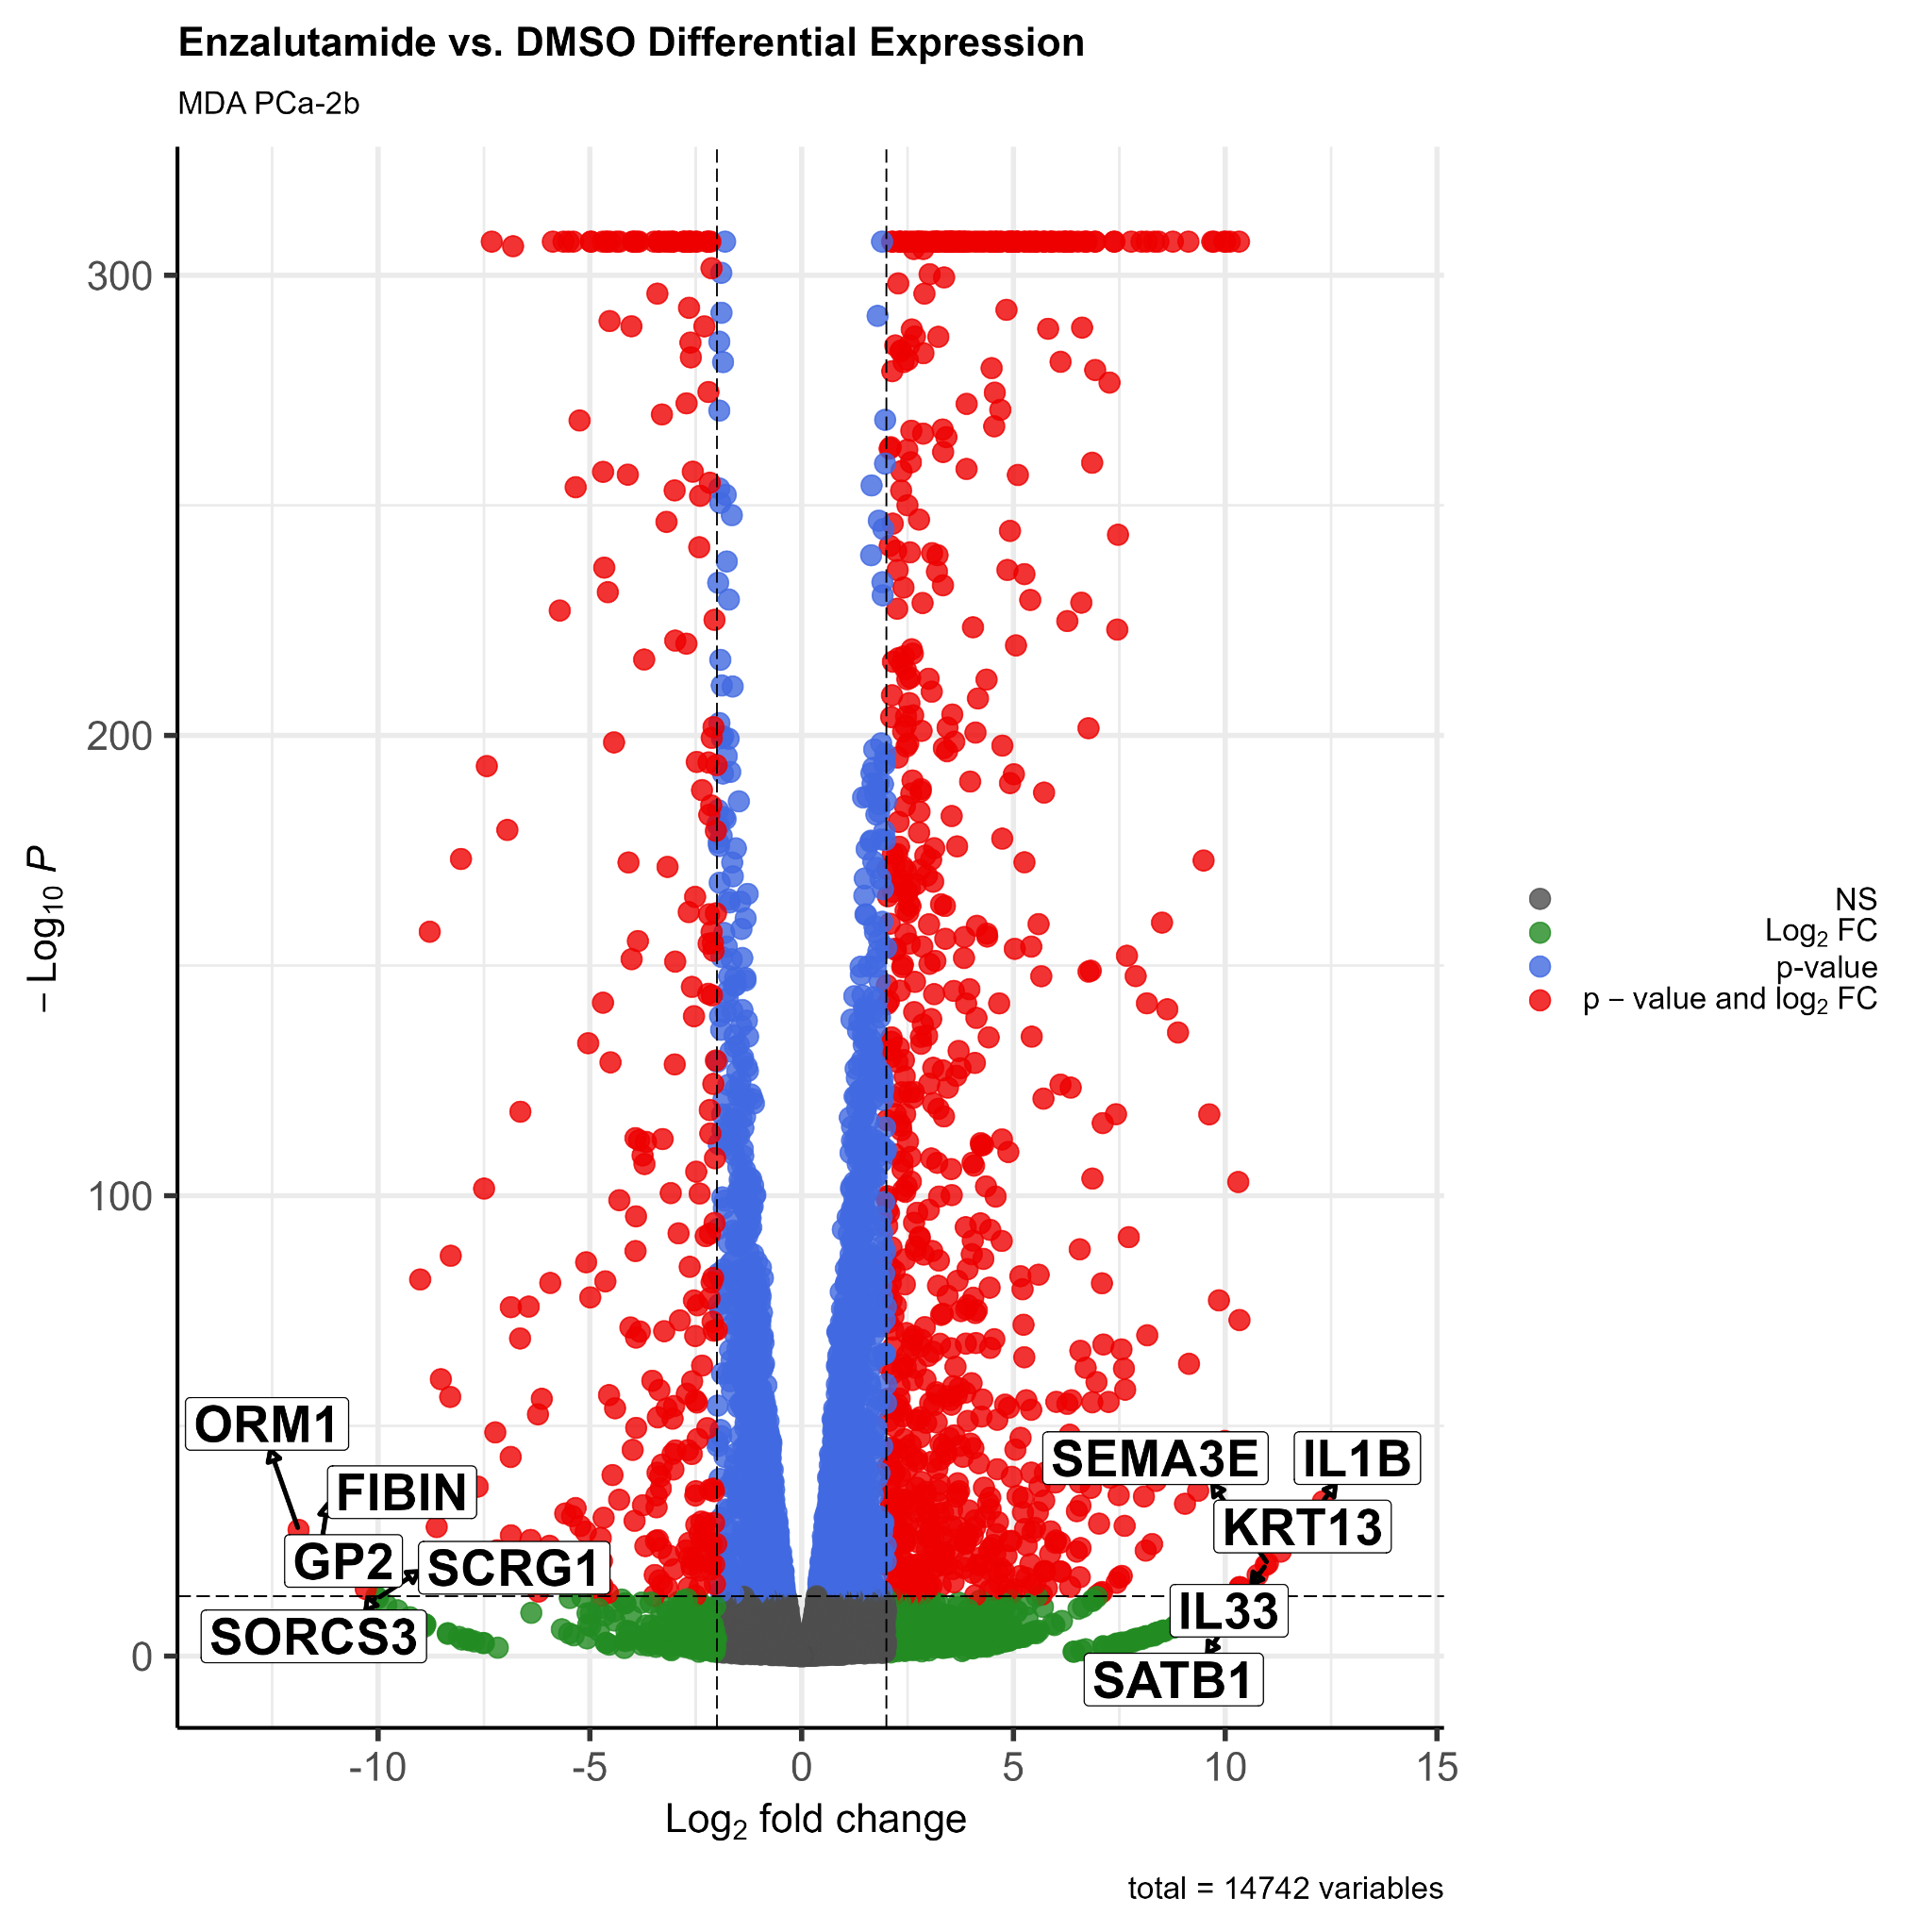 Enzalutamide vs. DMSO Differential Expression
MDA PCa-2b
300
200
100
0
− Log10 P
ORM1
FIBIN
GP2
SCRG1
SORCS3
SEMA3E
IL1B
KRT13
IL33
SATB1
-10 -5 0 5 10 15
Log2 fold change
NS
Log2 FC
p-value
p − value and log2 FC
total = 14742 variables